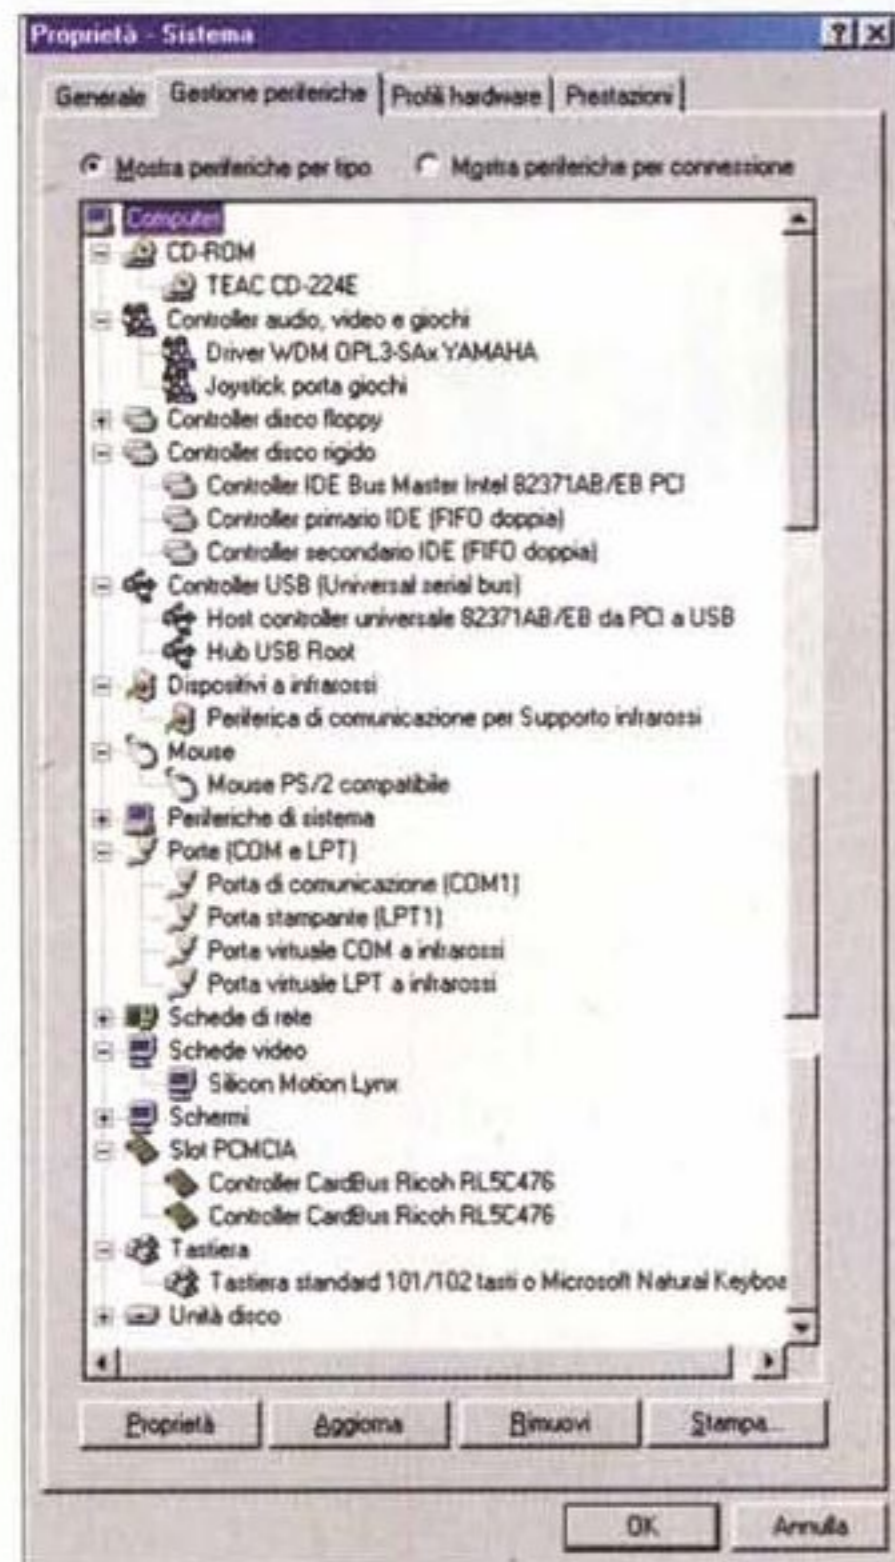 Proprietà - Sistema
Generale Gestione periferiche Profili hardware Prestazioni
Mostra periferiche per tipo Mostra periferiche per connessione
Computer
CD-ROM
TEAC CD-224E
Controller audio, video e giochi
Driver WDM OPL3-SAx YAMAHA
Joystick porta giochi
Controller disco floppy
Controller disco rigido
Controller IDE Bus Master Intel 82371AB/EB PCI
Controller primario IDE (FIFO doppia)
Controller secondario IDE (FIFO doppia)
Controller USB (Universal serial bus)
Host controller universale 82371AB/EB da PCI a USB
Hub USB Root
Dispositivi a infrarossi
Periferica di comunicazione per Supporto infrarossi
Mouse
Mouse PS/2 compatibile
Periferiche di sistema
Porte (COM e LPT)
Porta di comunicazione (COM1)
Porta stampante (LPT1)
Porta virtuale COM a infrarossi
Porta virtuale LPT a infrarossi
Schede di rete
Schede video
Silicon Motion Lynx
Schermi
Slot PCMCIA
Controller CardBus Ricoh RL5C476
Controller CardBus Ricoh RL5C476
Tastiera
Tastiera standard 101/102 tasti o Microsoft Natural Keyboa
Unità disco
Proprietà Aggiorna Rimuovi Stampa...
OK Annulla